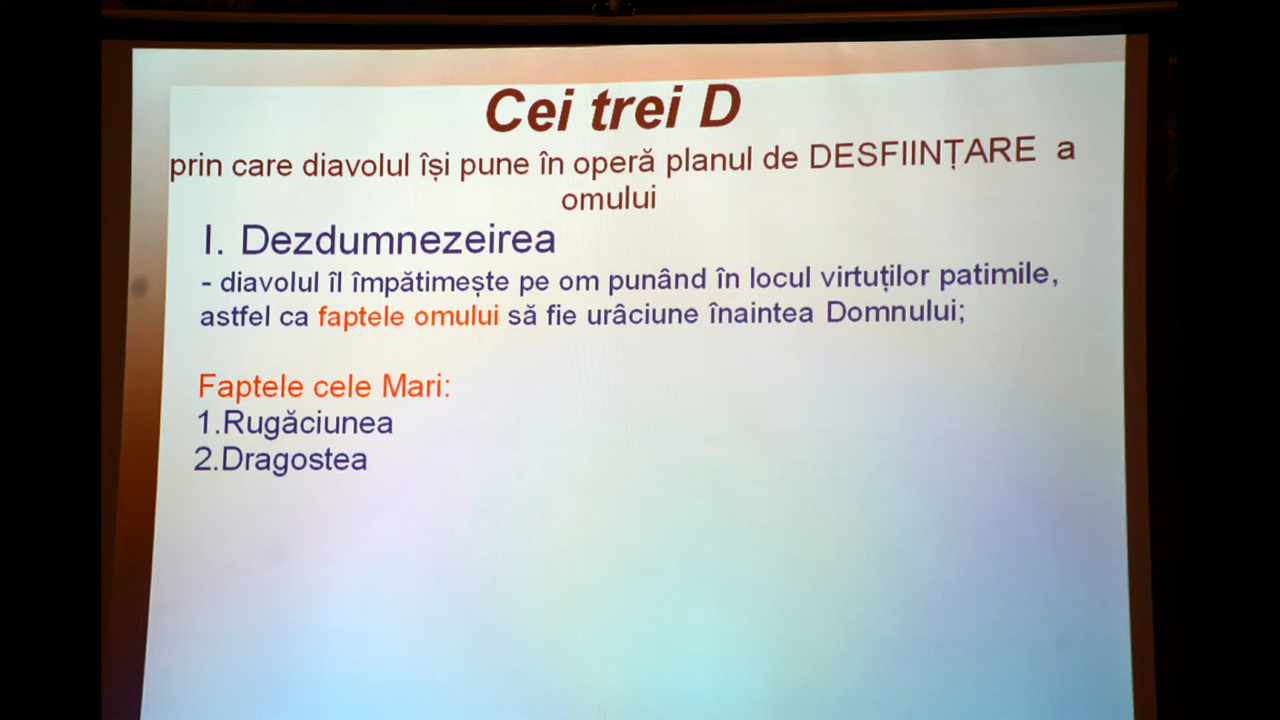 Cei trei D
prin care diavolul își pune în operă planul de DESFIINȚARE a
omului
I. Dezdumnezeirea
- diavolul îl împătimește pe om punând în locul virtuților patimile,
astfel ca faptele omului să fie urâciune înaintea Domnului;
Faptele cele Mari:
1.Rugăciunea
2.Dragostea